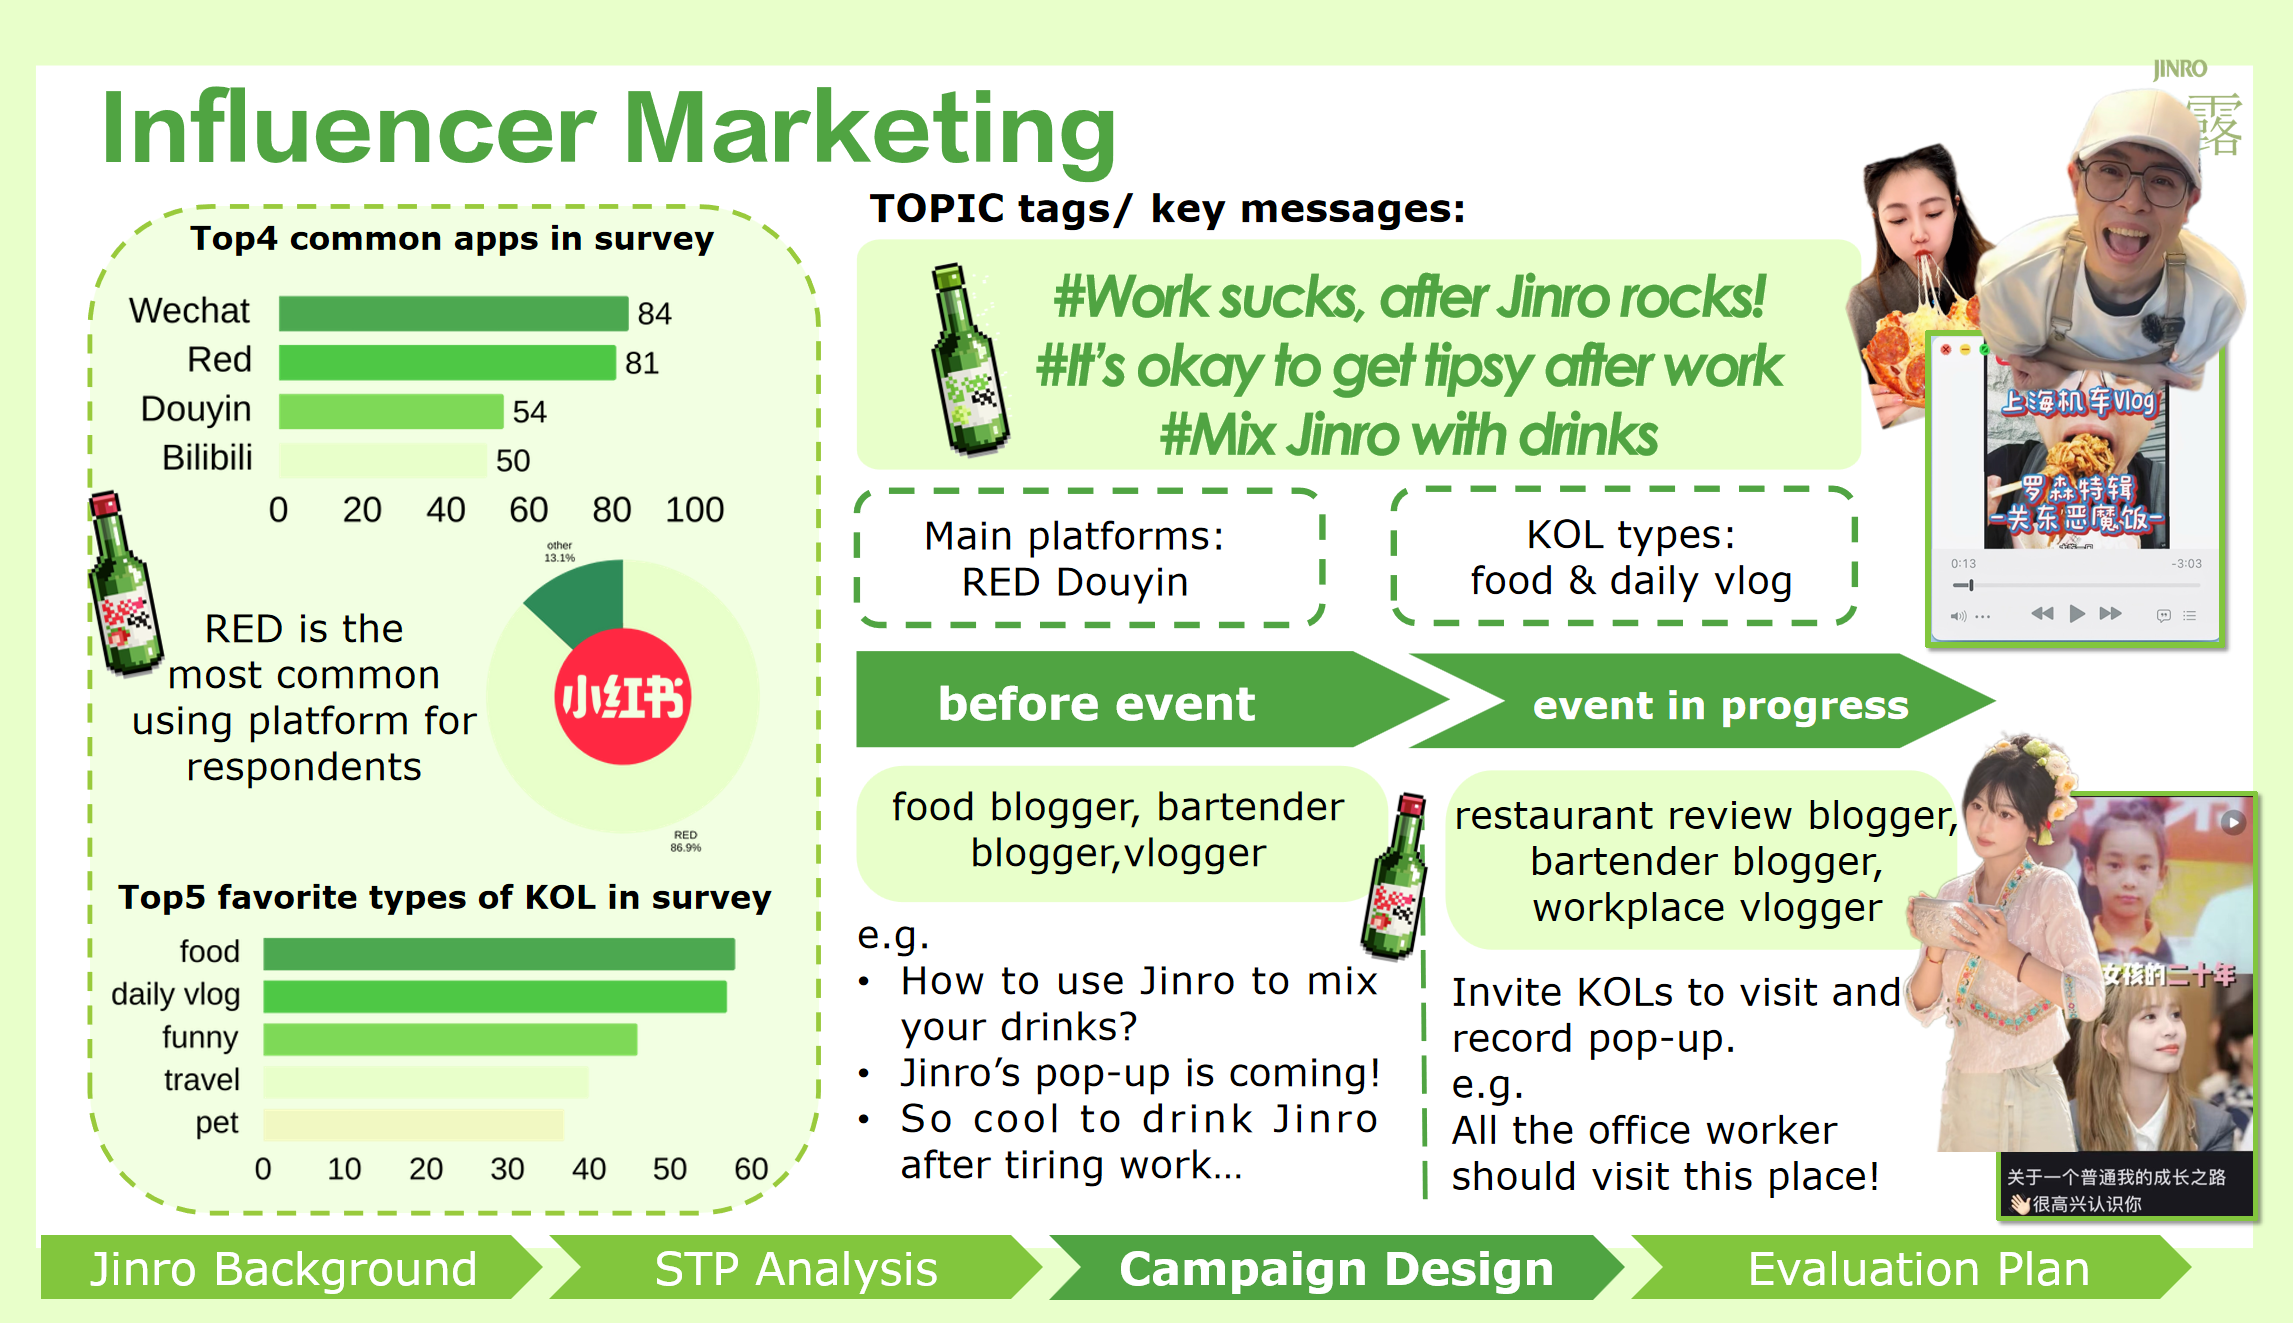 JINRO
露
Influencer Marketing
Top4 common apps in survey
Wechat 84
Red 81
Douyin 54
Bilibili 50
0 20 40 60 80 100
other
13.1%
小红书
RED is the
most common
using platform for
respondents
RED
86.9%
Top5 favorite types of KOL in survey
food
daily vlog
funny
travel
pet
0 10 20 30 40 50 60
TOPIC tags/ key messages:
#Work sucks, after Jinro rocks!
#It’s okay to get tipsy after work
#Mix Jinro with drinks
Main platforms:
RED Douyin
KOL types:
food & daily vlog
上海机车Vlog
罗森特辑
-关东恶魔饭-
0:13 -3:03
before event
event in progress
food blogger, bartender
blogger,vlogger
e.g.
• How to use Jinro to mix
your drinks?
• Jinro’s pop-up is coming!
• So cool to drink Jinro
after tiring work...
restaurant review blogger,
bartender blogger,
workplace vlogger
Invite KOLs to visit and
record pop-up.
e.g.
All the office worker
should visit this place!
女孩的二十年
关于一个普通我的成长之路
👋🏻很高兴认识你
Jinro Background
STP Analysis
Campaign Design
Evaluation Plan